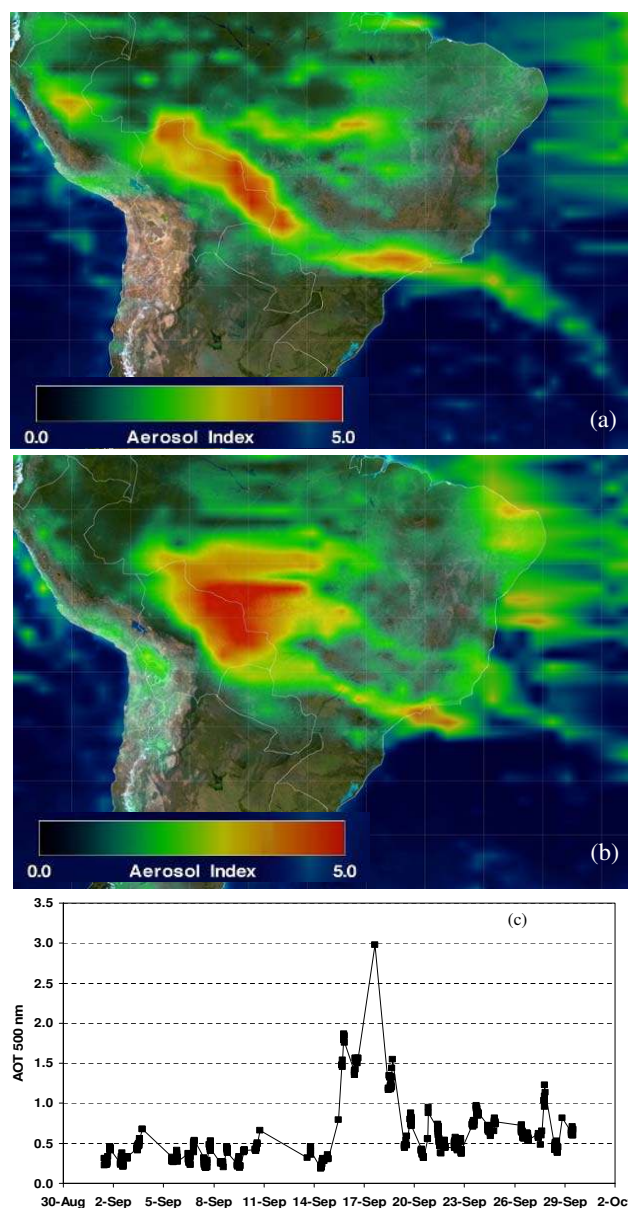 0.0 Aerosol Index 5.0
(a)
0.0 Aerosol Index 5.0
(b)
(c)
3.5
3.0
2.5
2.0
1.5
1.0
0.5
0.0
AOT 500 nm
30-Aug 2-Sep 5-Sep 8-Sep 11-Sep 14-Sep 17-Sep 20-Sep 23-Sep 26-Sep 29-Sep 2-Oct